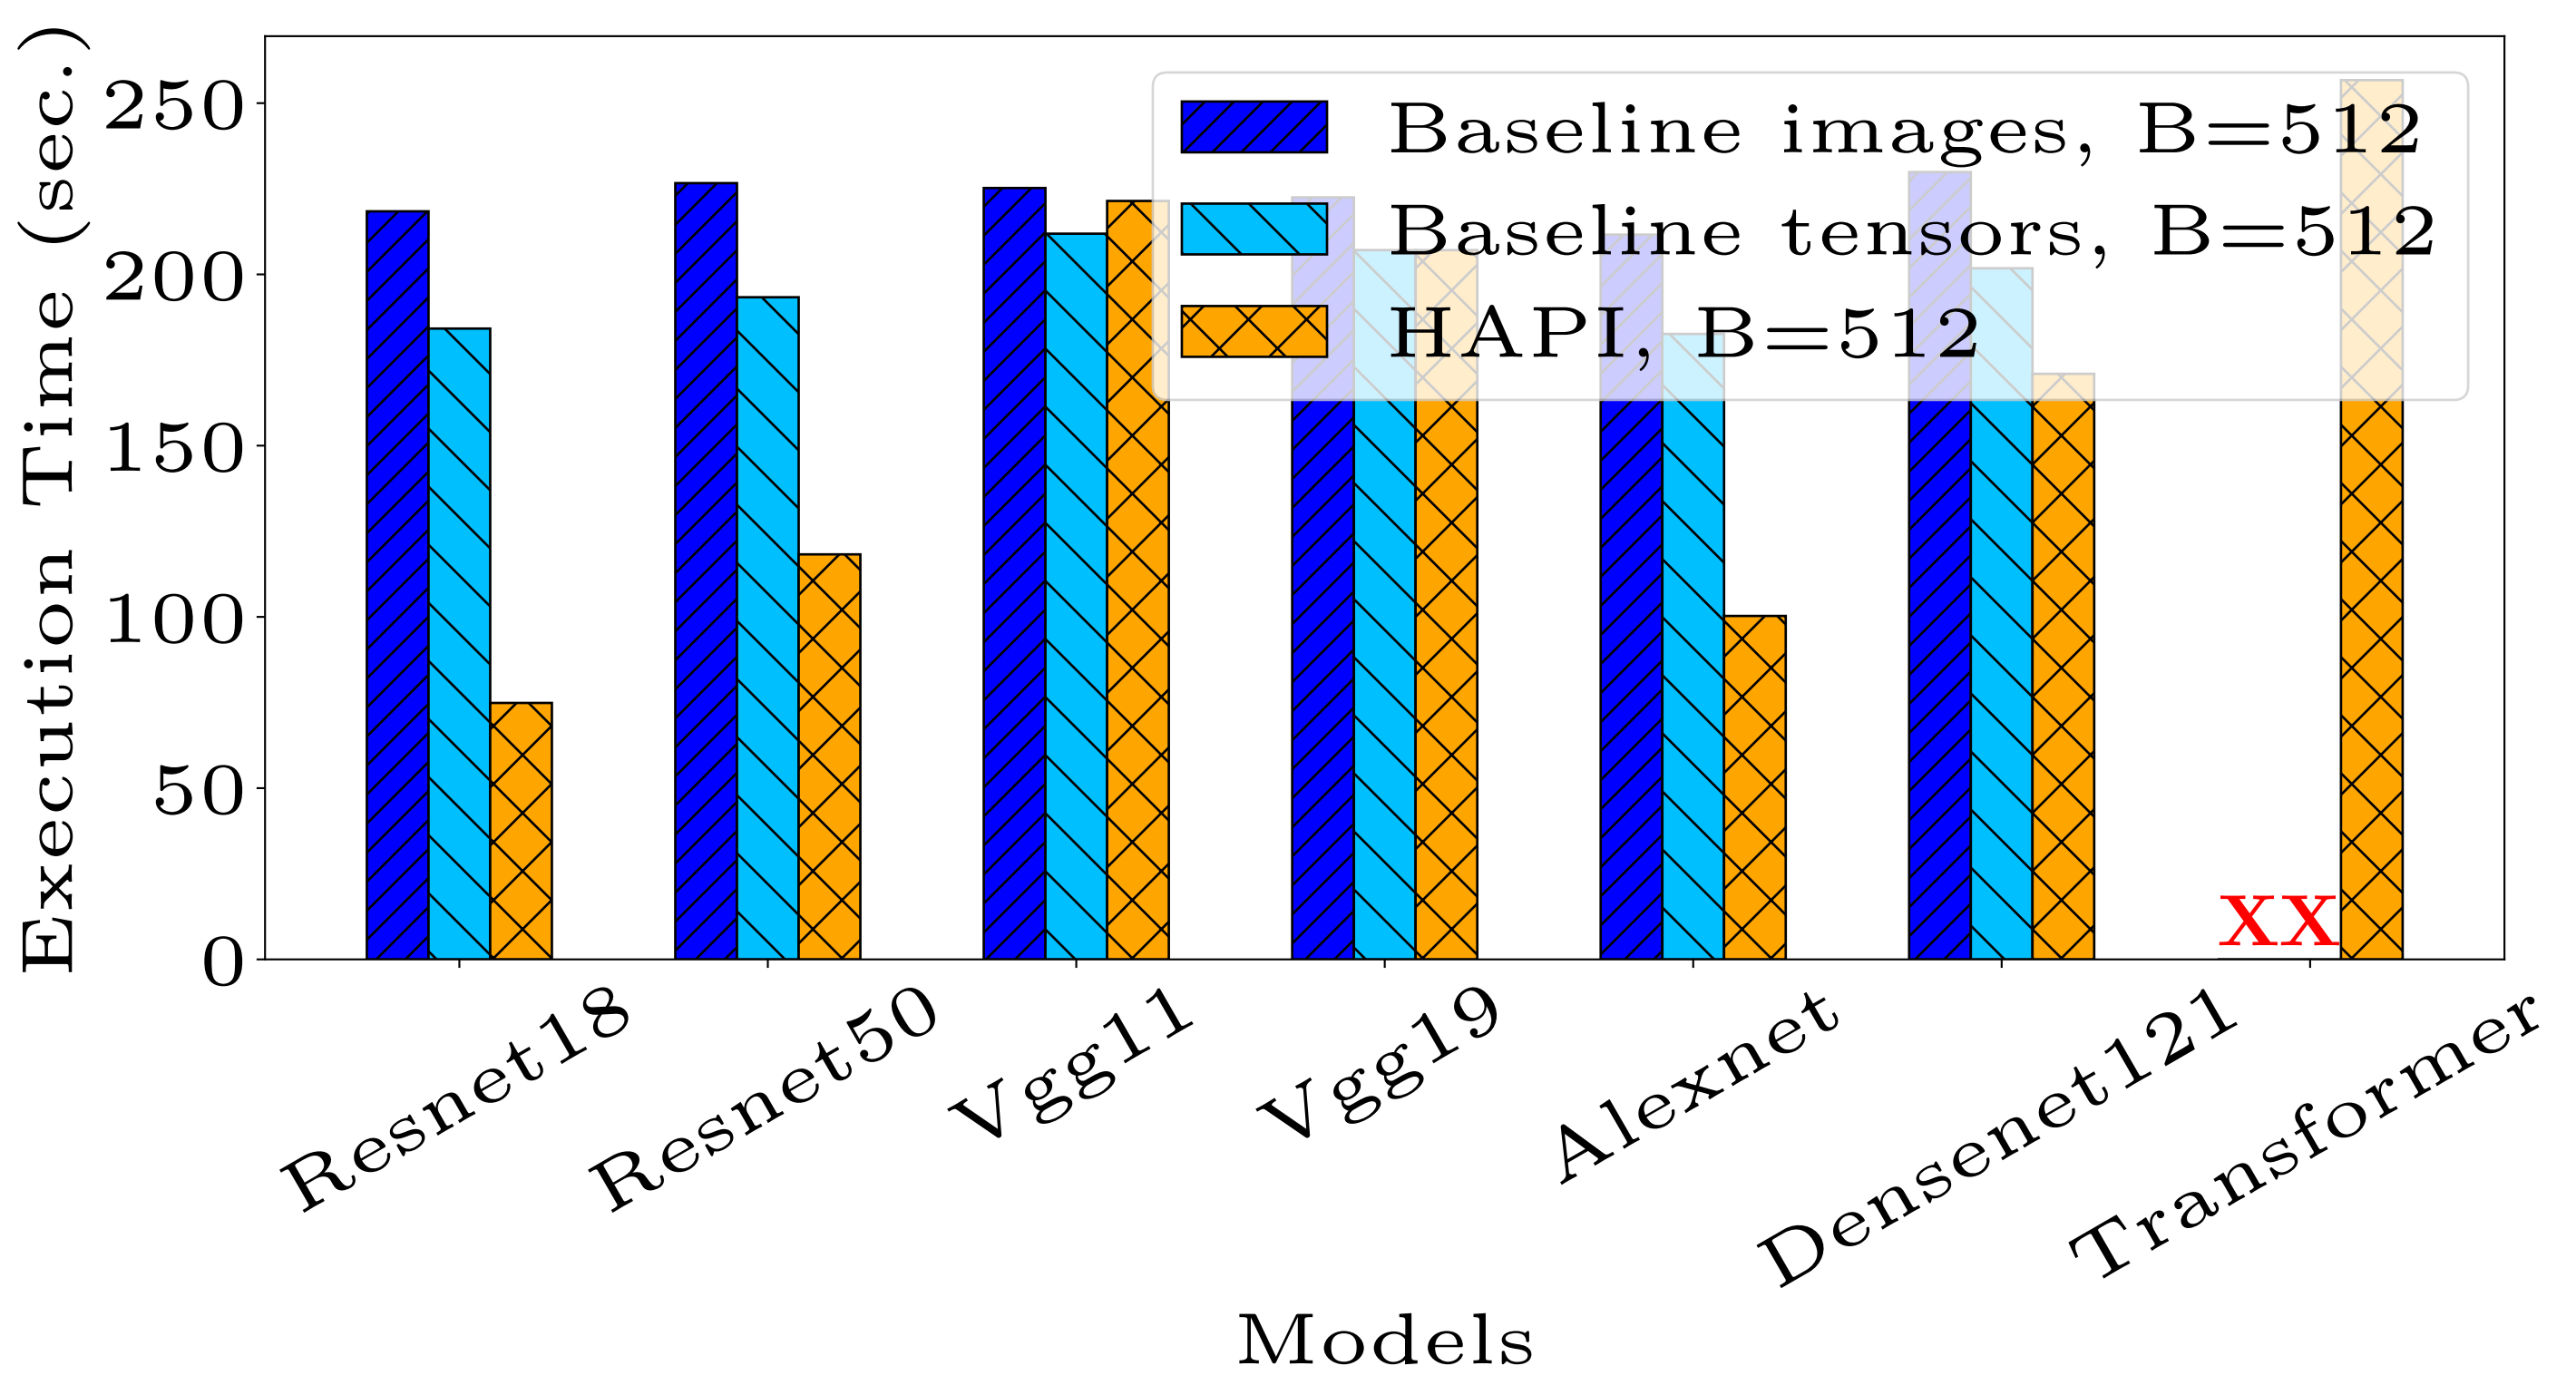 Execution Time (sec.)
250
200
150
100
50
0
Baseline images, B=512
Baseline tensors, B=512
HAPI, B=512
XX
Resnet18
Resnet50
Vgg11
Vgg19
Alexnet
Densenet121
Transformer
Models